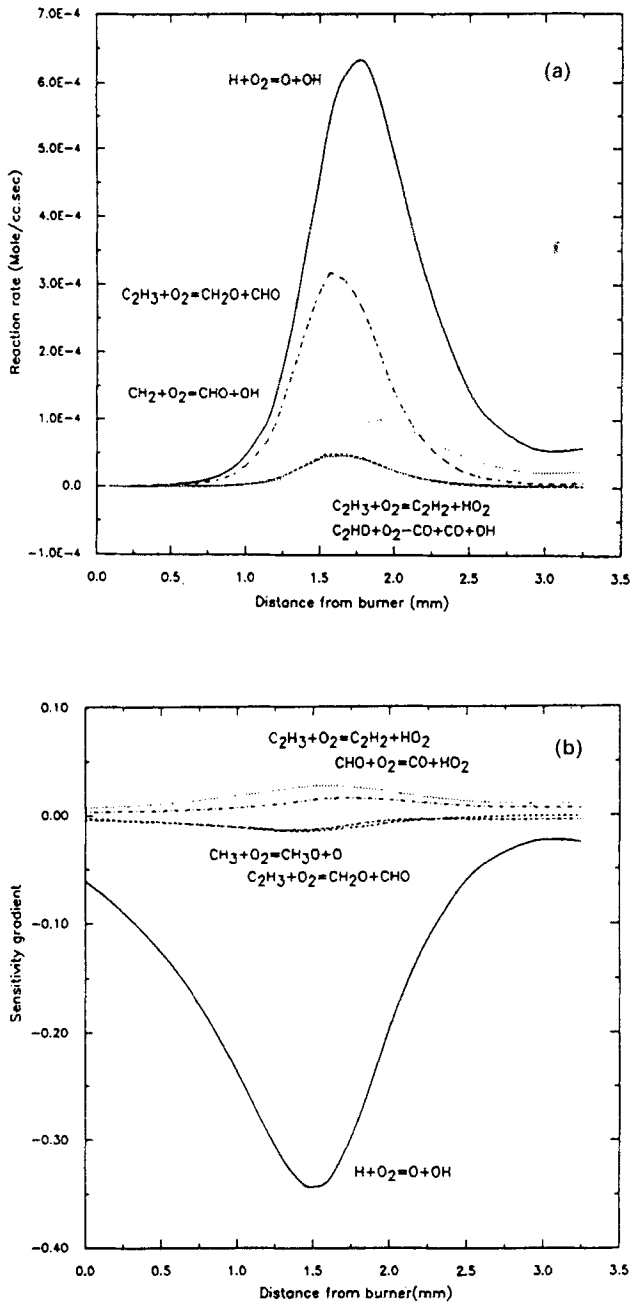 7.0E-4
6.0E-4
5.0E-4
4.0E-4
3.0E-4
2.0E-4
1.0E-4
0.0
-1.0E-4
Reaction rate (Mole/cc.sec)
(a)
H+O2=O+OH
C2H3+O2=CH2O+CHO
CH2+O2=CHO+OH
C2H3+O2=C2H2+HO2
C2HO+O2-CO+CO+OH
0.0 0.5 1.0 1.5 2.0 2.5 3.0 3.5
Distance from burner (mm)
0.10
0.00
-0.10
-0.20
-0.30
-0.40
Sensitivity gradient
(b)
C2H3+O2=C2H2+HO2
CHO+O2=CO+HO2
CH3+O2=CH3O+O
C2H3+O2=CH2O+CHO
H+O2=O+OH
0.0 0.5 1.0 1.5 2.0 2.5 3.0 3.5
Distance from burner(mm)